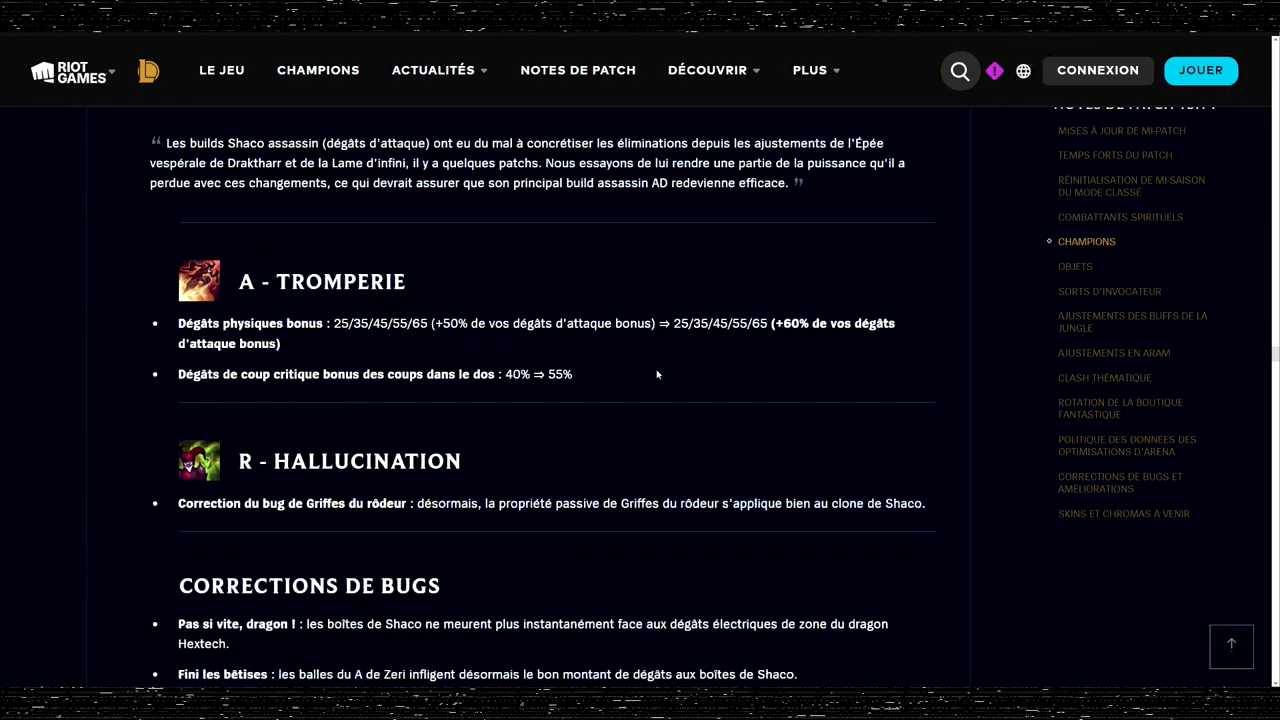 RIOT GAMES
LE JEU
CHAMPIONS
ACTUALITÉS
NOTES DE PATCH
DÉCOUVRIR
PLUS
CONNEXION
JOUER
“ Les builds Shaco assassin (dégâts d'attaque) ont eu du mal à concrétiser les éliminations depuis les ajustements de l'Épée
vespérale de Draktharr et de la Lame d'infini, il y a quelques patchs. Nous essayons de lui rendre une partie de la puissance qu'il a
perdue avec ces changements, ce qui devrait assurer que son principal build assassin AD redevienne efficace. ”
A - TROMPERIE
• Dégâts physiques bonus : 25/35/45/55/65 (+50% de vos dégâts d'attaque bonus) ⇒ 25/35/45/55/65 (+60% de vos dégâts
d'attaque bonus)
• Dégâts de coup critique bonus des coups dans le dos : 40% ⇒ 55%
R - HALLUCINATION
• Correction du bug de Griffes du rôdeur : désormais, la propriété passive de Griffes du rôdeur s'applique bien au clone de Shaco.
CORRECTIONS DE BUGS
• Pas si vite, dragon ! : les boîtes de Shaco ne meurent plus instantanément face aux dégâts électriques de zone du dragon
Hextech.
• Fini les bêtises : les balles du A de Zeri infligent désormais le bon montant de dégâts aux boîtes de Shaco.
NOTES DE PATCH
MISES À JOUR DE MI-PATCH
TEMPS FORTS DU PATCH
RÉINITIALISATION DE MI-SAISON
DU MODE CLASSÉ
COMBATTANTS SPIRITUELS
CHAMPIONS
OBJETS
SORTS D'INVOCATEUR
AJUSTEMENTS DES BUFFS DE LA
JUNGLE
AJUSTEMENTS EN ARAM
CLASH THÉMATIQUE
ROTATION DE LA BOUTIQUE
FANTASTIQUE
POLITIQUE DES DONNÉES DES
OPTIMISATIONS D'ARENA
CORRECTIONS DE BUGS ET
AMÉLIORATIONS
SKINS ET CHROMAS À VENIR